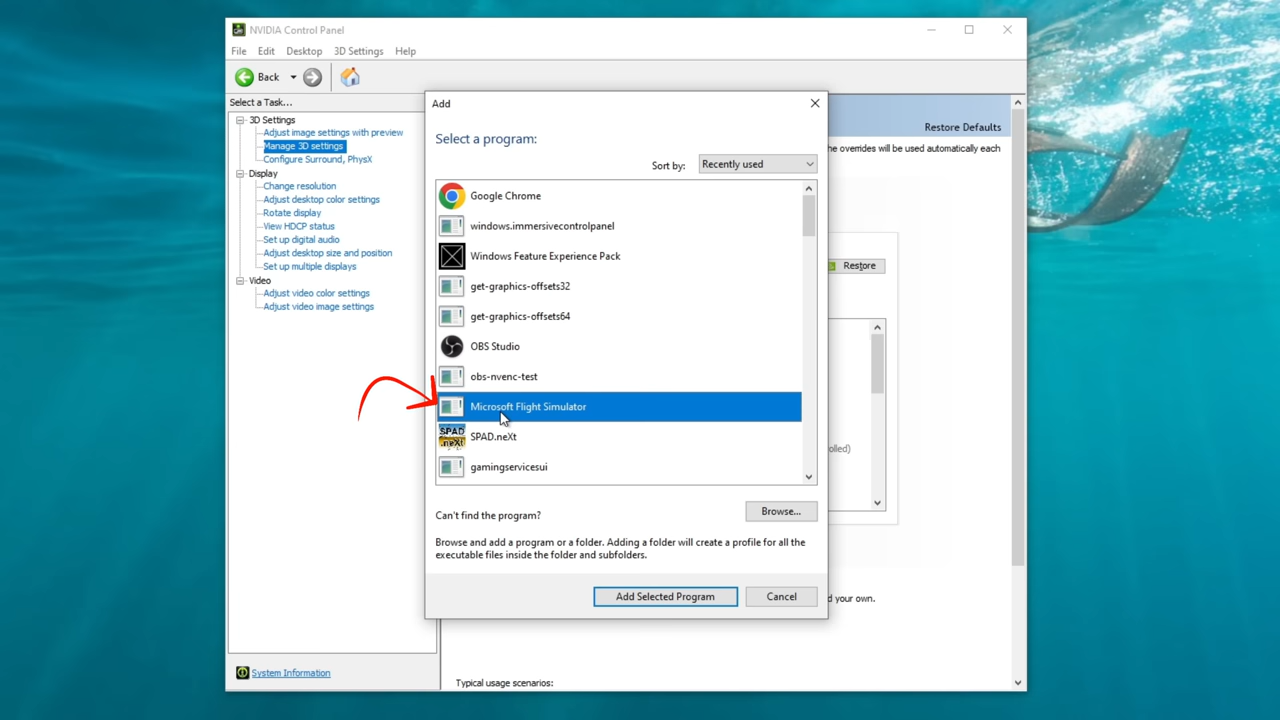 NVIDIA Control Panel
File Edit Desktop 3D Settings Help
Back
Select a Task...
3D Settings
Adjust image settings with preview
Manage 3D settings
Configure Surround, PhysX
Display
Change resolution
Adjust desktop color settings
Rotate display
View HDCP status
Set up digital audio
Adjust desktop size and position
Set up multiple displays
Video
Adjust video color settings
Adjust video image settings
System Information
Add
Select a program:
Sort by: Recently used
Google Chrome
windows.immersivecontrolpanel
Windows Feature Experience Pack
get-graphics-offsets32
get-graphics-offsets64
OBS Studio
obs-nvenc-test
Microsoft Flight Simulator
SPAD.neXt
SPAD.neXt
gamingservicesui
Can't find the program?
Browse...
Browse and add a program or a folder. Adding a folder will create a profile for all the
executable files inside the folder and subfolders.
Add Selected Program
Cancel
Restore Defaults
he overrides will be used automatically each
Restore
olled)
d your own.
Typical usage scenarios: